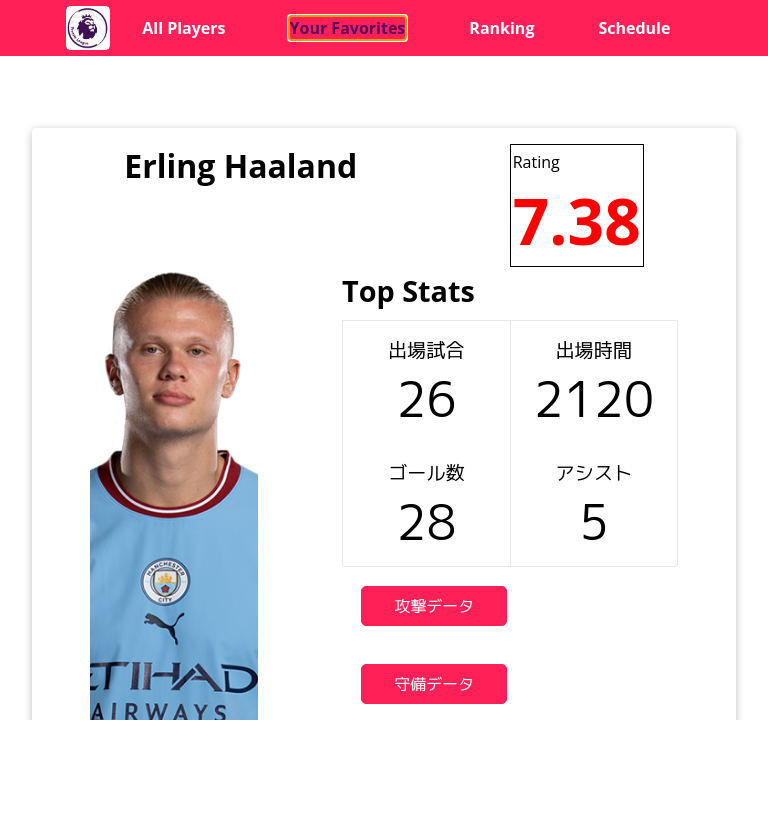 All Players
Your Favorites
Ranking
Schedule
Erling Haaland
Rating
7.38
Top Stats
出場試合
出場時間
26
2120
ゴール数
アシスト
28
5
攻撃データ
守備データ
MANCHESTER
CITY
ETIHAD
AIRWAYS